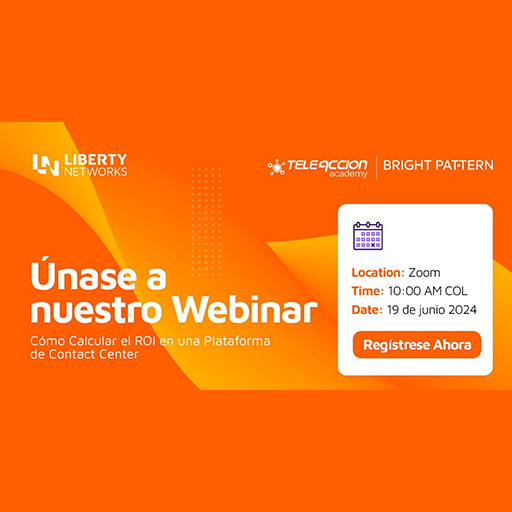 LIBERTY
NETWORKS
TELEACCION
academy
BRIGHT PATTERN
Únase a
nuestro Webinar
Cómo Calcular el ROI en una Plataforma
de Contact Center
Location: Zoom
Time: 10:00 AM COL
Date: 19 de junio 2024
Regístrese Ahora